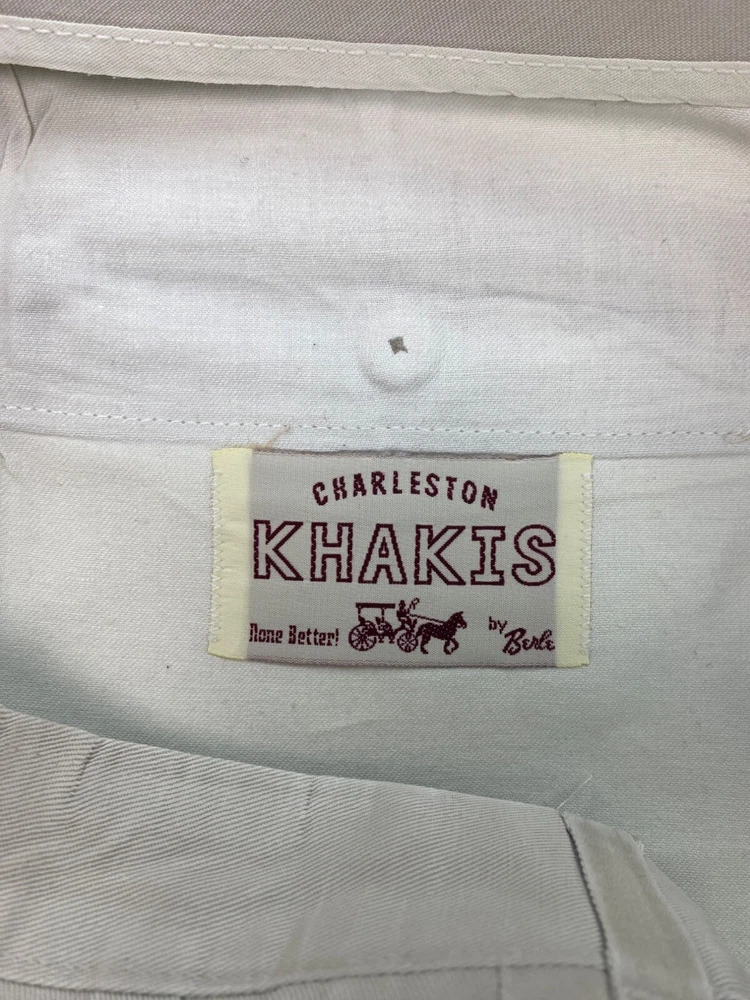 CHARLESTON
KHAKIS
None Better! by Berle